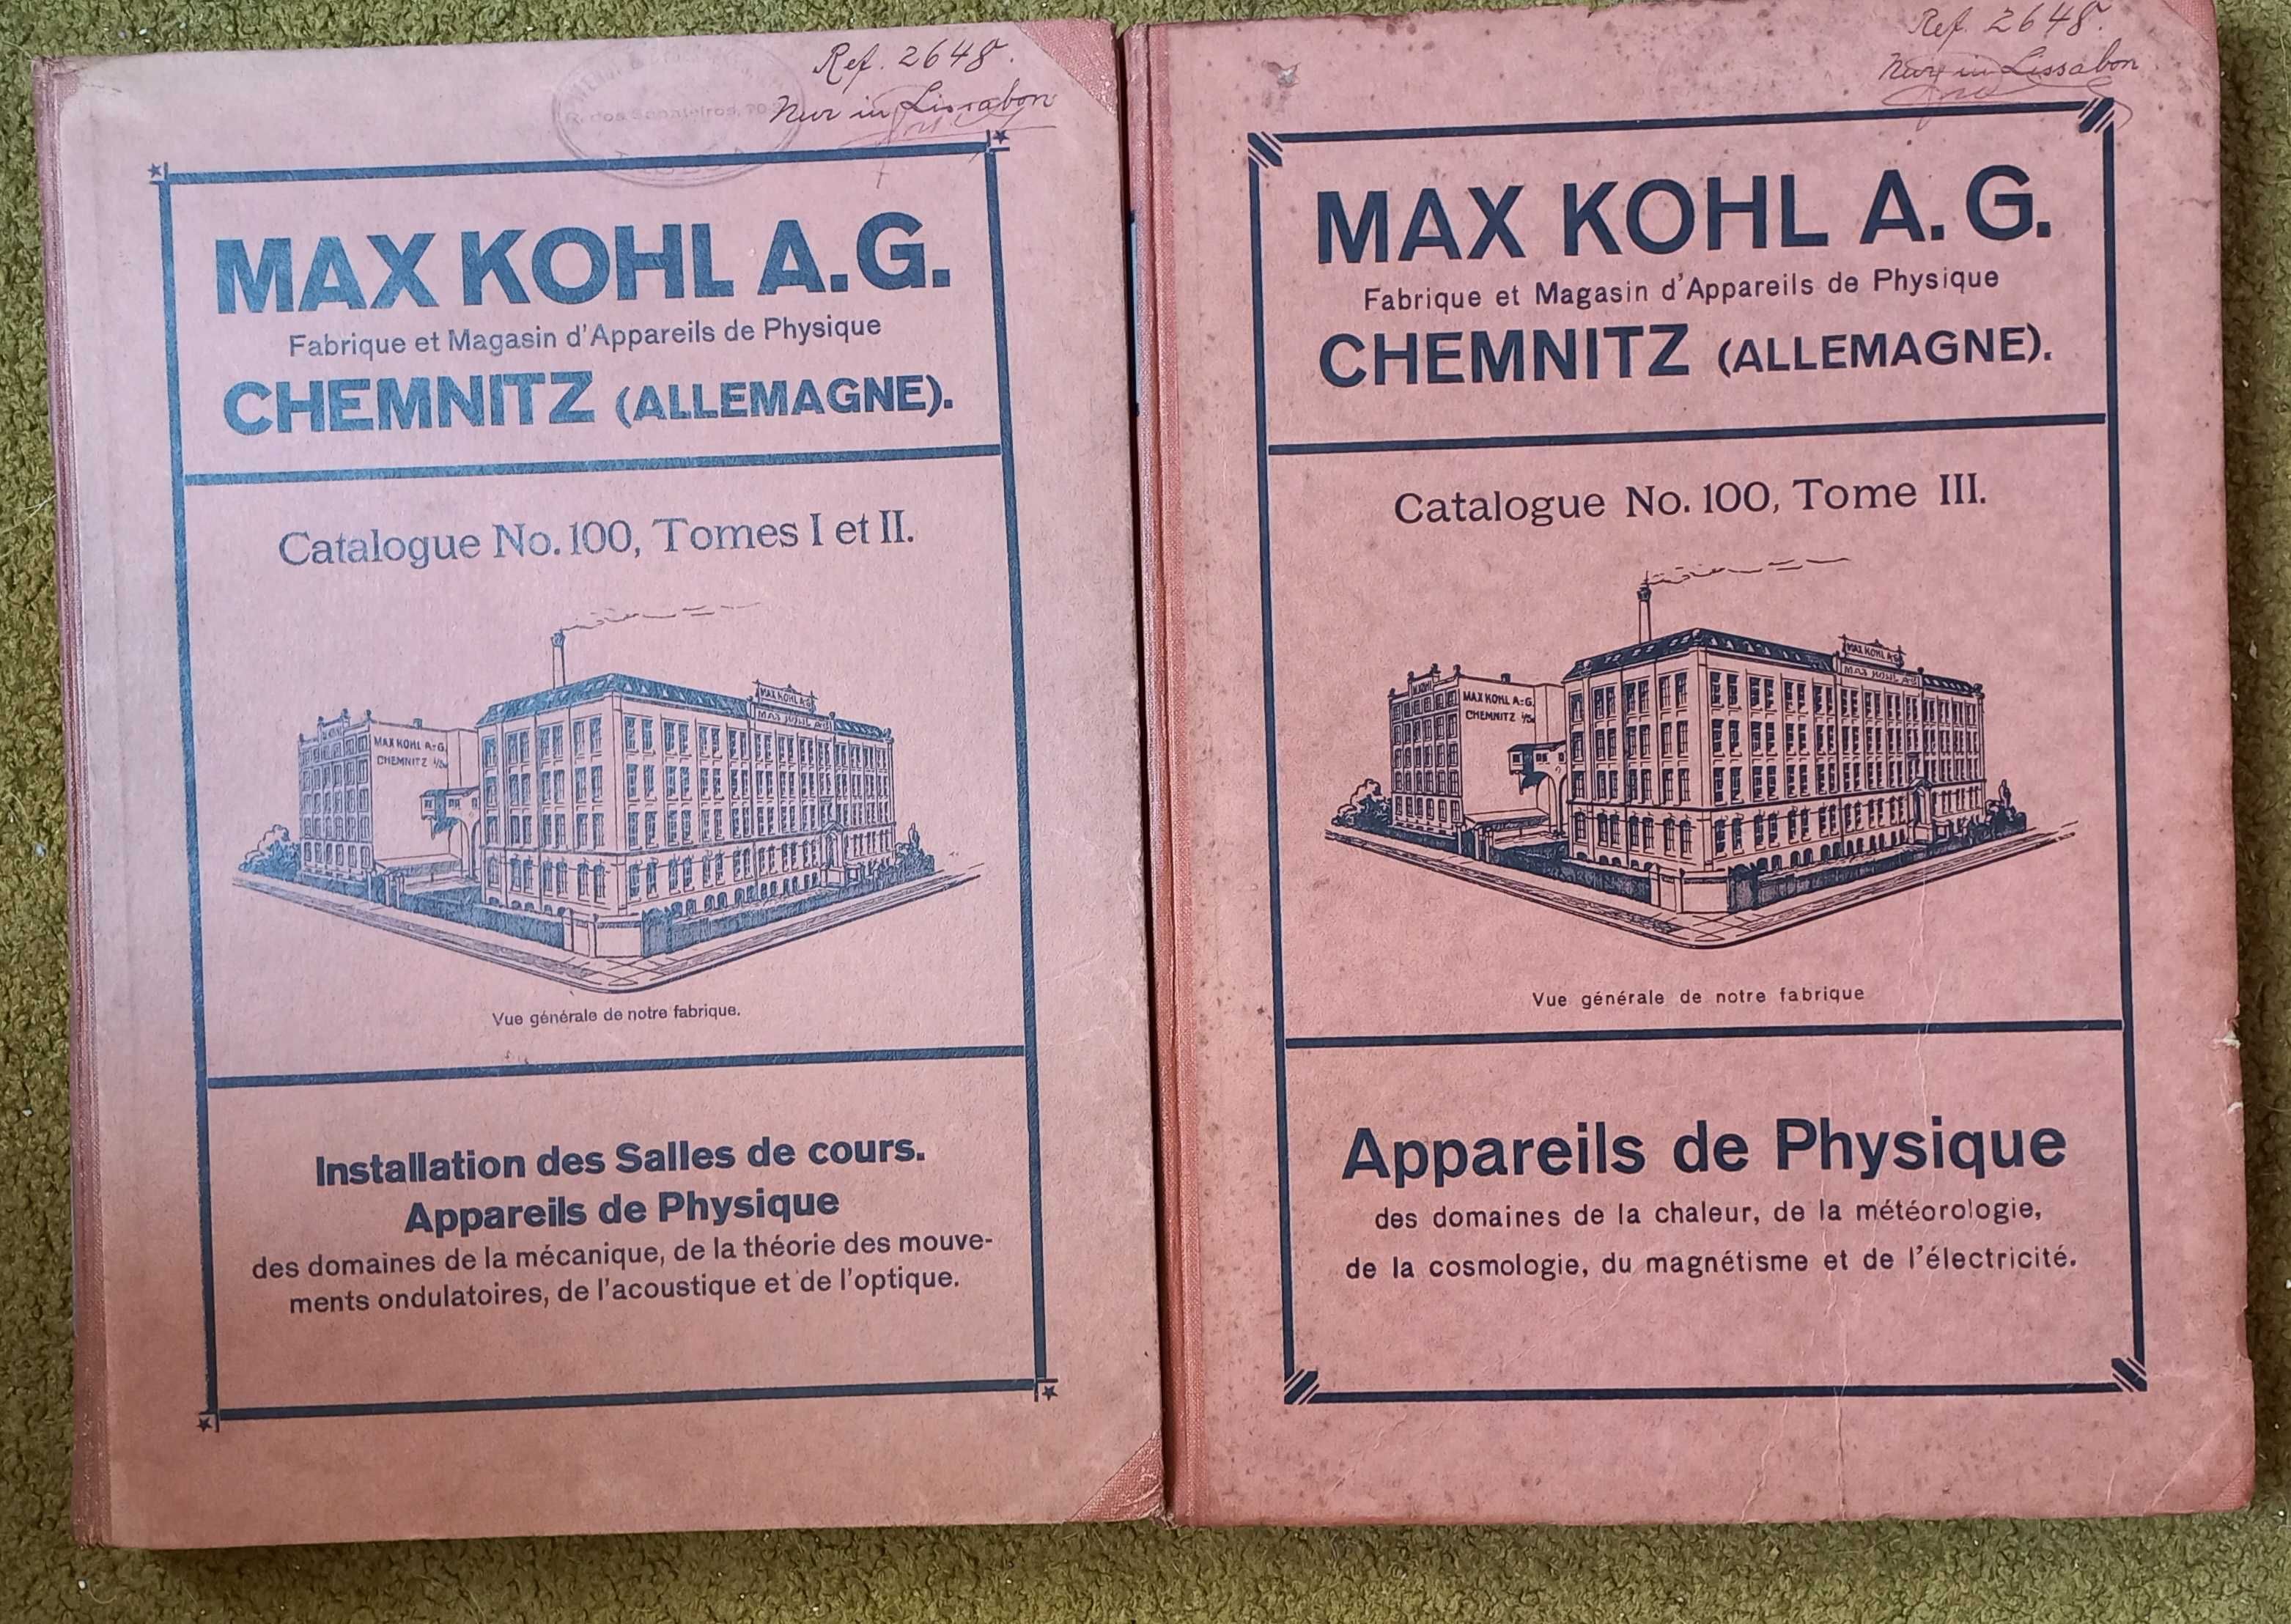 Ref. 2648.
Nur in Lissabon
R. dos Sapateiros, 70
MAX KOHL A.G.
Fabrique et Magasin d'Appareils de Physique
CHEMNITZ (ALLEMAGNE).
Catalogue No. 100, Tomes I et II.
MAX KOHL A.G.
MAX KOHL A.G.
MAX KOHL A.-G.
CHEMNITZ
Vue générale de notre fabrique.
Installation des Salles de cours.
Appareils de Physique
des domaines de la mécanique, de la théorie des mouve-
ments ondulatoires, de l'acoustique et de l'optique.
Ref. 2648.
Nur in Lissabon
MAX KOHL A.G.
Fabrique et Magasin d'Appareils de Physique
CHEMNITZ (ALLEMAGNE).
Catalogue No. 100, Tome III.
MAX KOHL A.G.
MAX KOHL A.G.
MAX KOHL A.-G.
CHEMNITZ
Vue générale de notre fabrique
Appareils de Physique
des domaines de la chaleur, de la météorologie,
de la cosmologie, du magnétisme et de l'électricité.